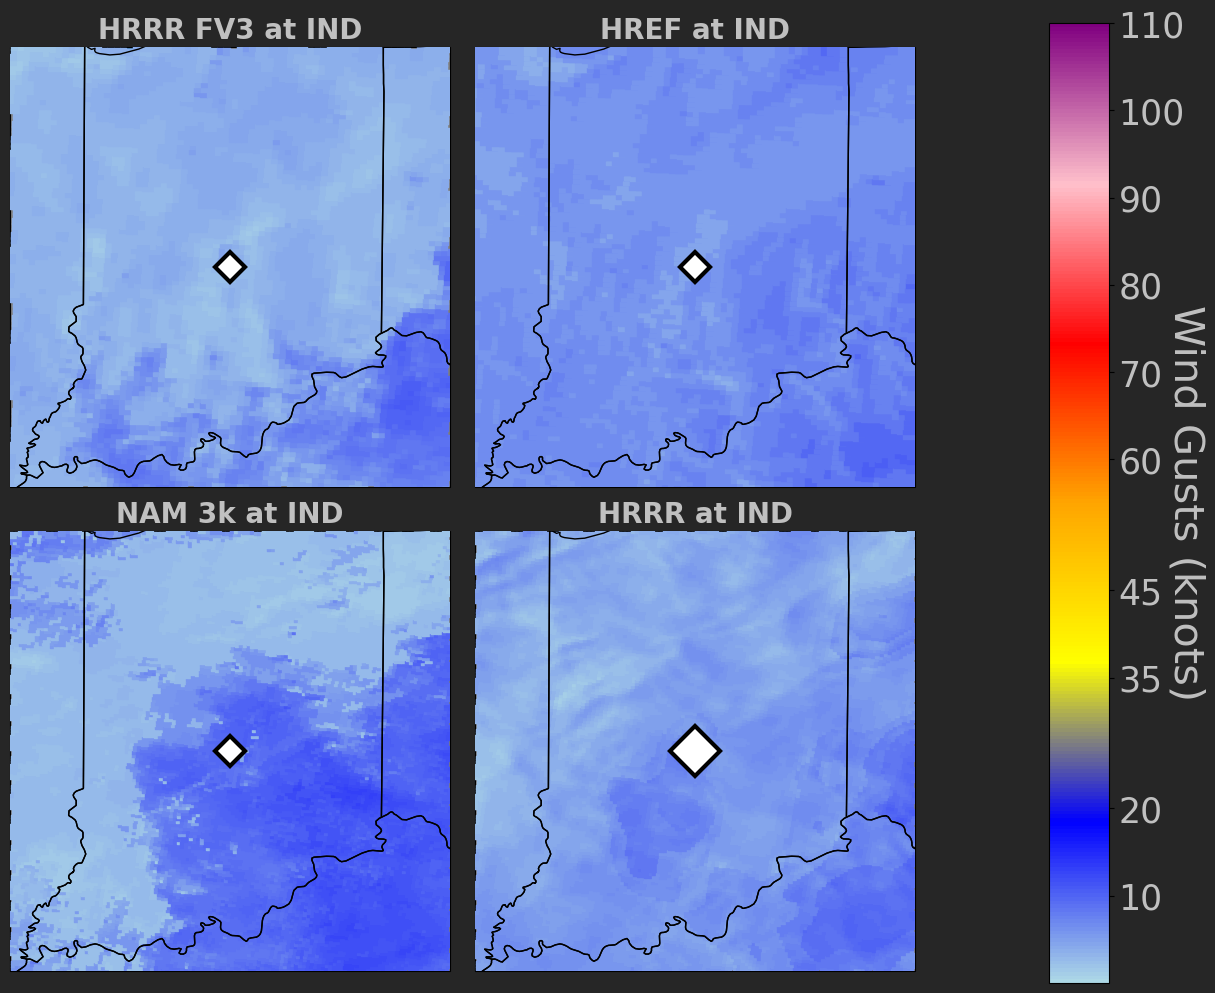 HRRR FV3 at IND
HREF at IND
NAM 3k at IND
HRRR at IND
110
100
90
80
70
60
45
35
20
10
Wind Gusts (knots)